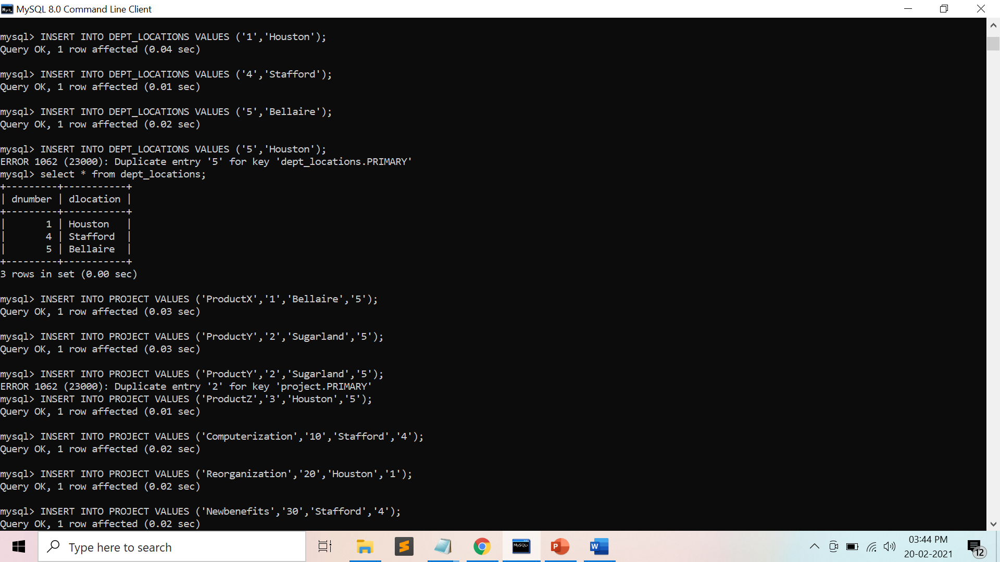 MySQL 8.0 Command Line Client
mysql> INSERT INTO DEPT_LOCATIONS VALUES ('1','Houston');
Query OK, 1 row affected (0.04 sec)
mysql> INSERT INTO DEPT_LOCATIONS VALUES ('4','Stafford');
Query OK, 1 row affected (0.01 sec)
mysql> INSERT INTO DEPT_LOCATIONS VALUES ('5','Bellaire');
Query OK, 1 row affected (0.02 sec)
mysql> INSERT INTO DEPT_LOCATIONS VALUES ('5','Houston');
ERROR 1062 (23000): Duplicate entry '5' for key 'dept_locations.PRIMARY'
mysql> select * from dept_locations;
+---------+-----------+
| dnumber | dlocation |
+---------+-----------+
|       1 | Houston   |
|       4 | Stafford  |
|       5 | Bellaire  |
+---------+-----------+
3 rows in set (0.00 sec)
mysql> INSERT INTO PROJECT VALUES ('ProductX','1','Bellaire','5');
Query OK, 1 row affected (0.03 sec)
mysql> INSERT INTO PROJECT VALUES ('ProductY','2','Sugarland','5');
Query OK, 1 row affected (0.03 sec)
mysql> INSERT INTO PROJECT VALUES ('ProductY','2','Sugarland','5');
ERROR 1062 (23000): Duplicate entry '2' for key 'project.PRIMARY'
mysql> INSERT INTO PROJECT VALUES ('ProductZ','3','Houston','5');
Query OK, 1 row affected (0.01 sec)
mysql> INSERT INTO PROJECT VALUES ('Computerization','10','Stafford','4');
Query OK, 1 row affected (0.02 sec)
mysql> INSERT INTO PROJECT VALUES ('Reorganization','20','Houston','1');
Query OK, 1 row affected (0.02 sec)
mysql> INSERT INTO PROJECT VALUES ('Newbenefits','30','Stafford','4');
Query OK, 1 row affected (0.02 sec)
Type here to search
03:44 PM
20-02-2021
12